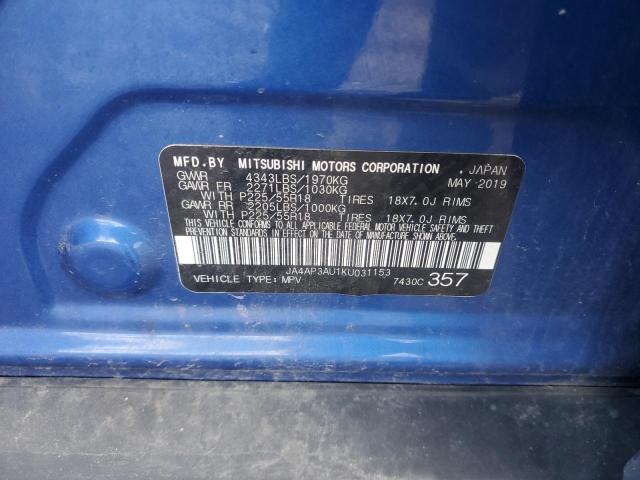 MFD.BY MITSUBISHI MOTORS CORPORATION , JAPAN
GVWR 4343LBS/1970KG MAY 2019
GAWR FR 2271LBS/1030KG
WITH P225/55R18 TIRES 18X7.0J RIMS
GAWR RR 2205LBS/1000KG
WITH P225/55R18 TIRES 18X7.0J RIMS
THIS VEHICLE CONFORMS TO ALL APPLICABLE FEDERAL MOTOR VEHICLE SAFETY AND THEFT
PREVENTION STANDARDS IN EFFECT ON THE DATE OF MANUFACTURE SHOWN ABOVE.
JA4AP3AU1KU031153
VEHICLE TYPE: MPV 7430C 357